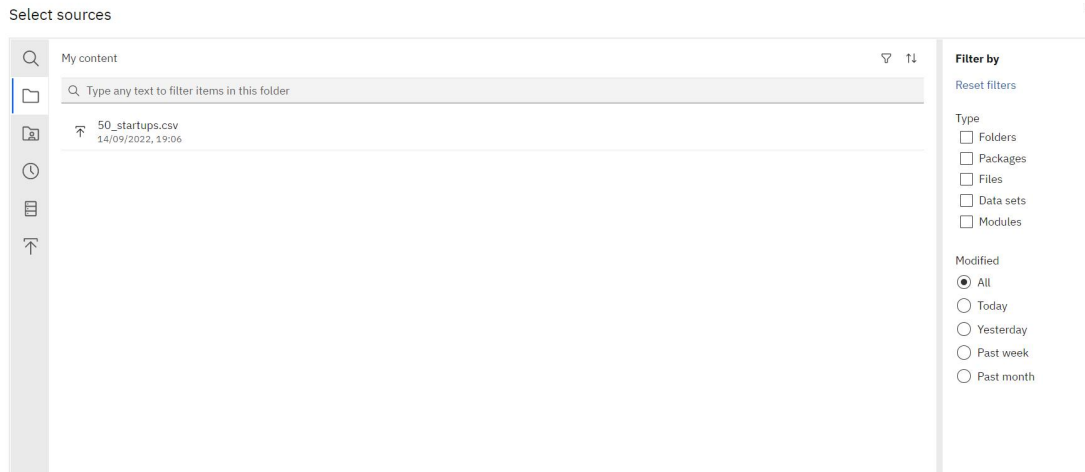 Select sources
My content
Type any text to filter items in this folder
50_startups.csv
14/09/2022, 19:06
Filter by
Reset filters
Type
Folders
Packages
Files
Data sets
Modules
Modified
All
Today
Yesterday
Past week
Past month